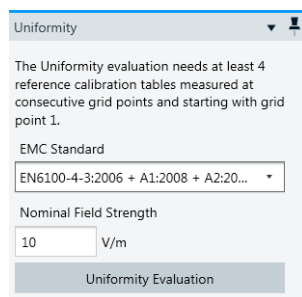 Uniformity
The Uniformity evaluation needs at least 4
reference calibration tables measured at
consecutive grid points and starting with grid
point 1.
EMC Standard
EN6100-4-3:2006 + A1:2008 + A2:20...
Nominal Field Strength
10 V/m
Uniformity Evaluation